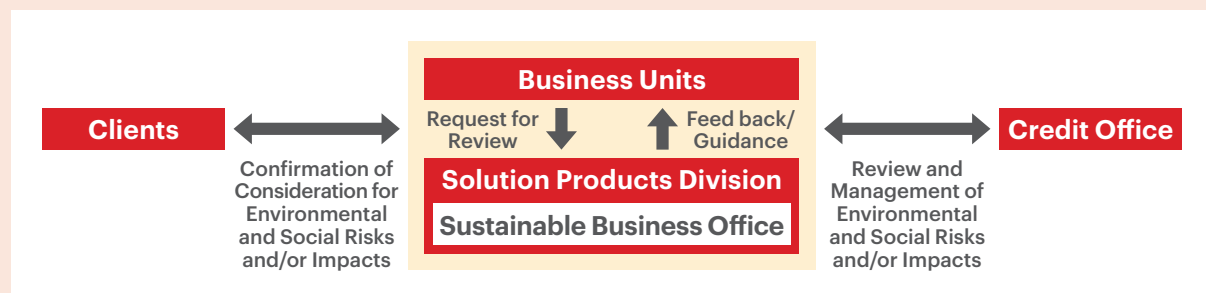 Clients
Confirmation of
Consideration for
Environmental
and Social Risks
and/or Impacts
Business Units
Request for
Review
Feed back/
Guidance
Solution Products Division
Sustainable Business Office
Review and
Management of
Environmental
and Social Risks
and/or Impacts
Credit Office